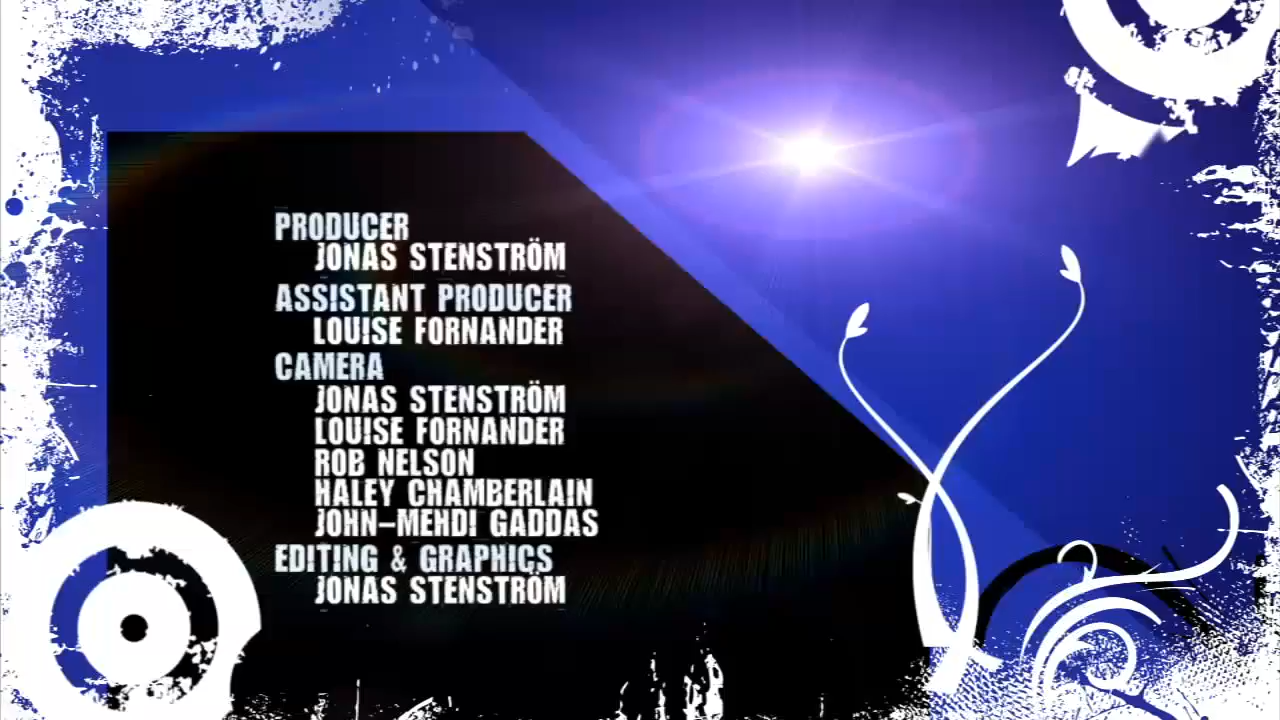 PRODUCER
JONAS STENSTRÖM
ASSISTANT PRODUCER
LOUISE FORNANDER
CAMERA
JONAS STENSTRÖM
LOUISE FORNANDER
ROB NELSON
HALEY CHAMBERLAIN
JOHN-MEHDI GADDAS
EDITING & GRAPHICS
JONAS STENSTRÖM